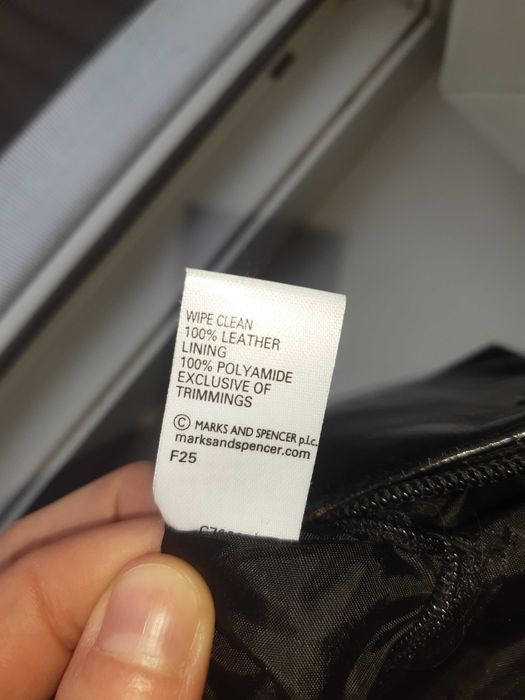 WIPE CLEAN
100% LEATHER
LINING
100% POLYAMIDE
EXCLUSIVE OF
TRIMMINGS
© MARKS AND SPENCER p.l.c.
marksandspencer.com
F25